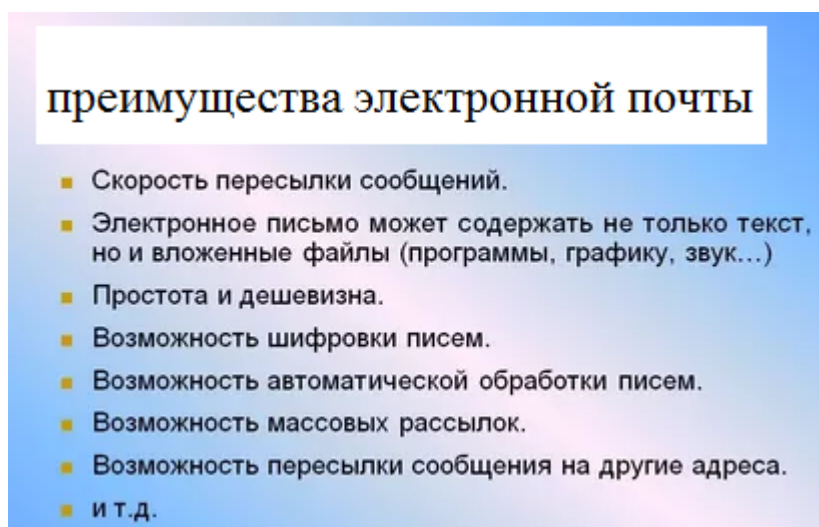 преимущества электронной почты
Скорость пересылки сообщений.
Электронное письмо может содержать не только текст,
но и вложенные файлы (программы, графику, звук...)
Простота и дешевизна.
Возможность шифровки писем.
Возможность автоматической обработки писем.
Возможность массовых рассылок.
Возможность пересылки сообщения на другие адреса.
и т.д.